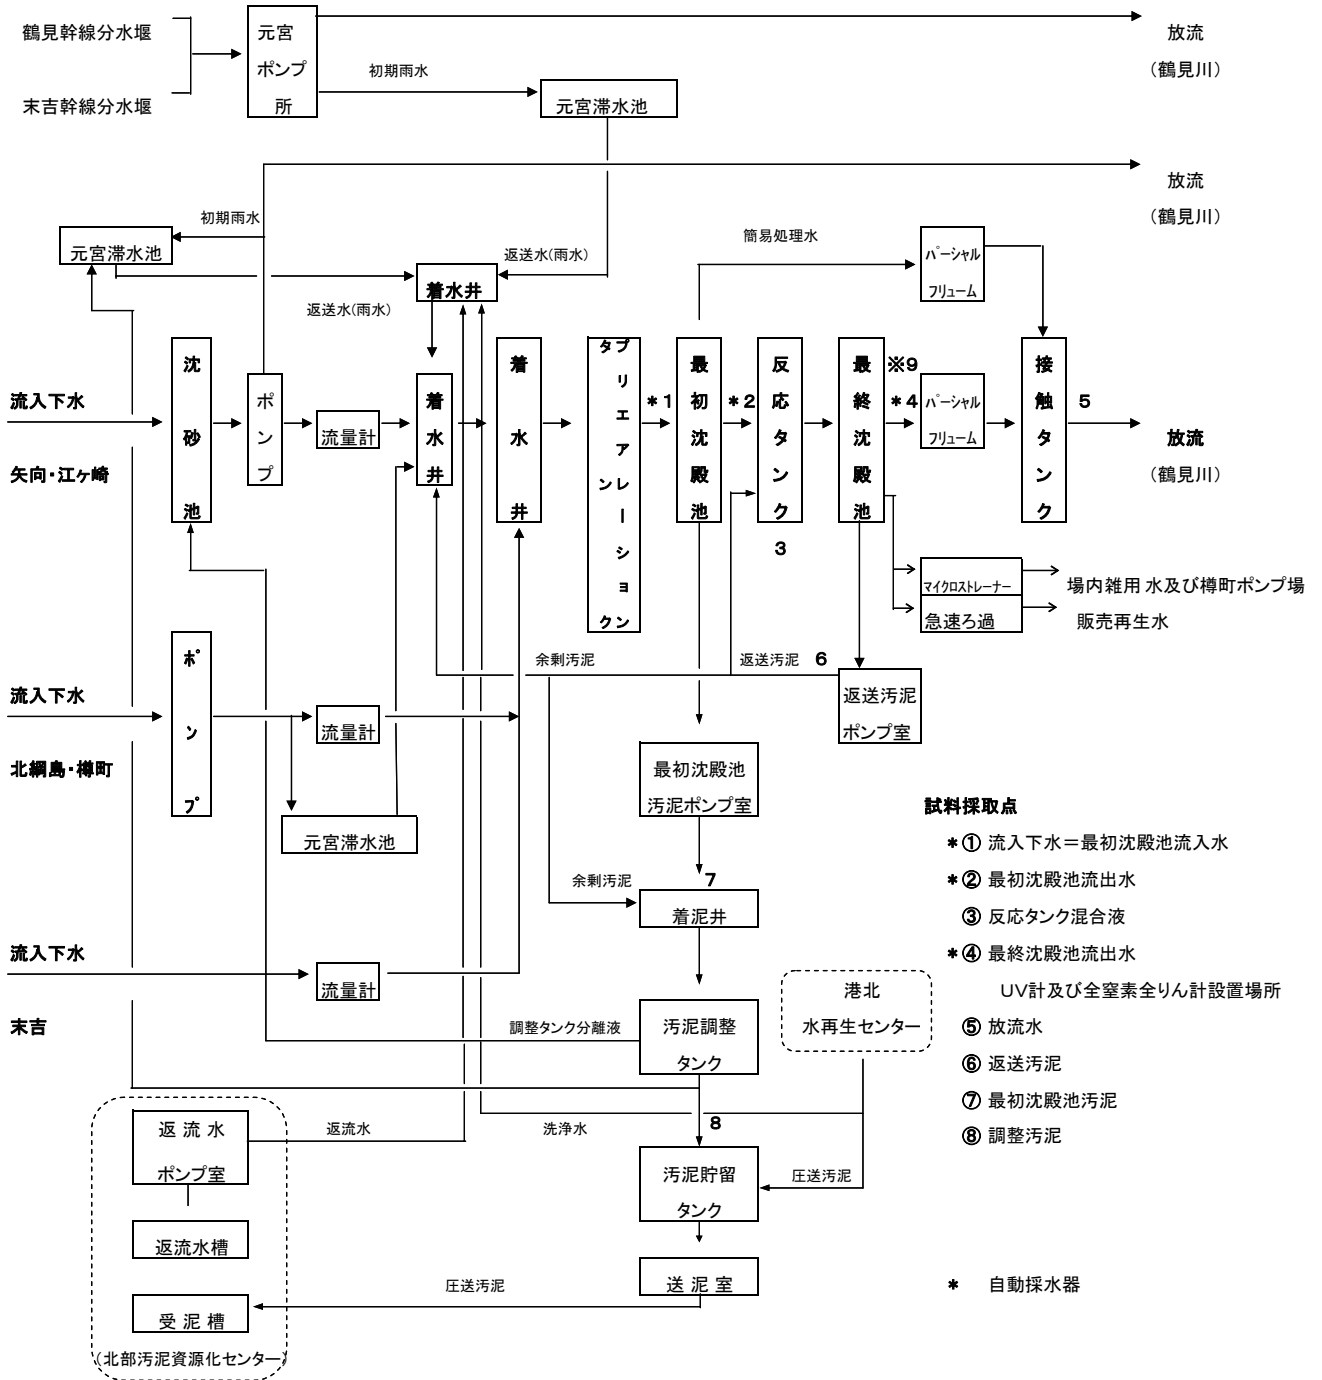 鶴見幹線分水堰
末吉幹線分水堰
元宮
ポンプ
所
初期雨水
元宮滞水池
放流
(鶴見川)
放流
(鶴見川)
初期雨水
元宮滞水池
返送水(雨水)
着水井
返送水(雨水)
簡易処理水
パーシャル
フリューム
流入下水
矢向・江ヶ崎
沈砂池
ポンプ
流量計
着水井
着水井
プリエアレーション
タンク
*1
最初沈殿池
*2
反応タンク
3
最終沈殿池
※9
*4
パーシャル
フリューム
接触タンク
5
放流
(鶴見川)
マイクロストレーナー
急速ろ過
場内雑用 水及び樽町ポンプ場
販売再生水
余剰汚泥
返送汚泥 6
返送汚泥
ポンプ室
流入下水
北綱島・樽町
ポンプ
流量計
元宮滞水池
最初沈殿池
汚泥ポンプ室
余剰汚泥
7
着泥井
流入下水
末吉
流量計
調整タンク分離液
汚泥調整
タンク
港北
水再生センター
返流水
ポンプ室
返流水
洗浄水
8
汚泥貯留
タンク
圧送汚泥
返流水槽
送泥室
圧送汚泥
受泥槽
(北部汚泥資源化センター)
試料採取点
*① 流入下水=最初沈殿池流入水
*② 最初沈殿池流出水
③ 反応タンク混合液
*④ 最終沈殿池流出水
UV計及び全窒素全りん計設置場所
⑤ 放流水
⑥ 返送汚泥
⑦ 最初沈殿池汚泥
⑧ 調整汚泥
* 自動採水器